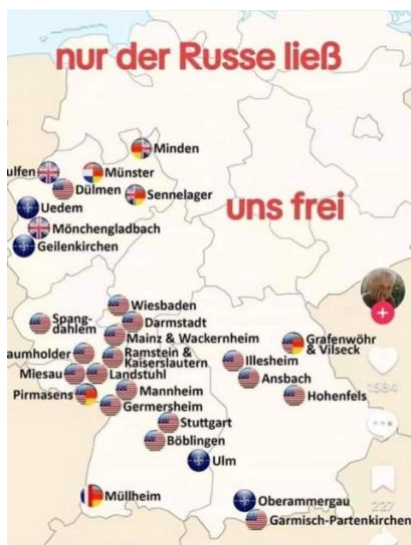 nur der Russe ließ
Minden
ulfen
Münster
Dülmen
Sennelager
uns frei
Uedem
Mönchengladbach
Geilenkirchen
Wiesbaden
Spang-
dahlem
Darmstadt
Mainz & Wackernheim
Grafenwöhr
& Vilseck
aumholder
Ramstein &
Kaiserslautern
Illesheim
1584
Miesau
Landstuhl
Ansbach
Pirmasens
Mannheim
Hohenfels
Germersheim
Stuttgart
Böblingen
Ulm
227
Müllheim
Oberammergau
Garmisch-Partenkirchen